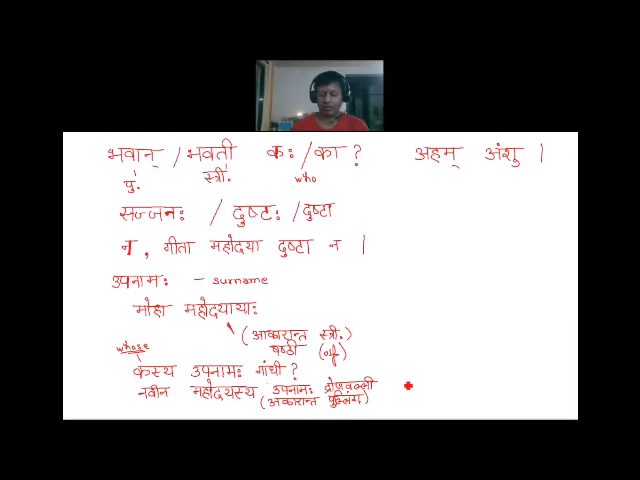 भवान् / भवती कः / का ? अहम् अंशु ।
पुं. स्त्री. who
सज्जनः / दुष्टः / दुष्टा
न , गीता महोदया दुष्टा न ।
उपनामः – surname
मोहा महोदयायाः
(आकारान्त स्त्री.)
whose षष्ठी (of)
कस्य उपनामः गांधी ?
नवीन महोदयस्य उपनामः द्रोणवल्ली
(अकारान्त पुल्लिंग)